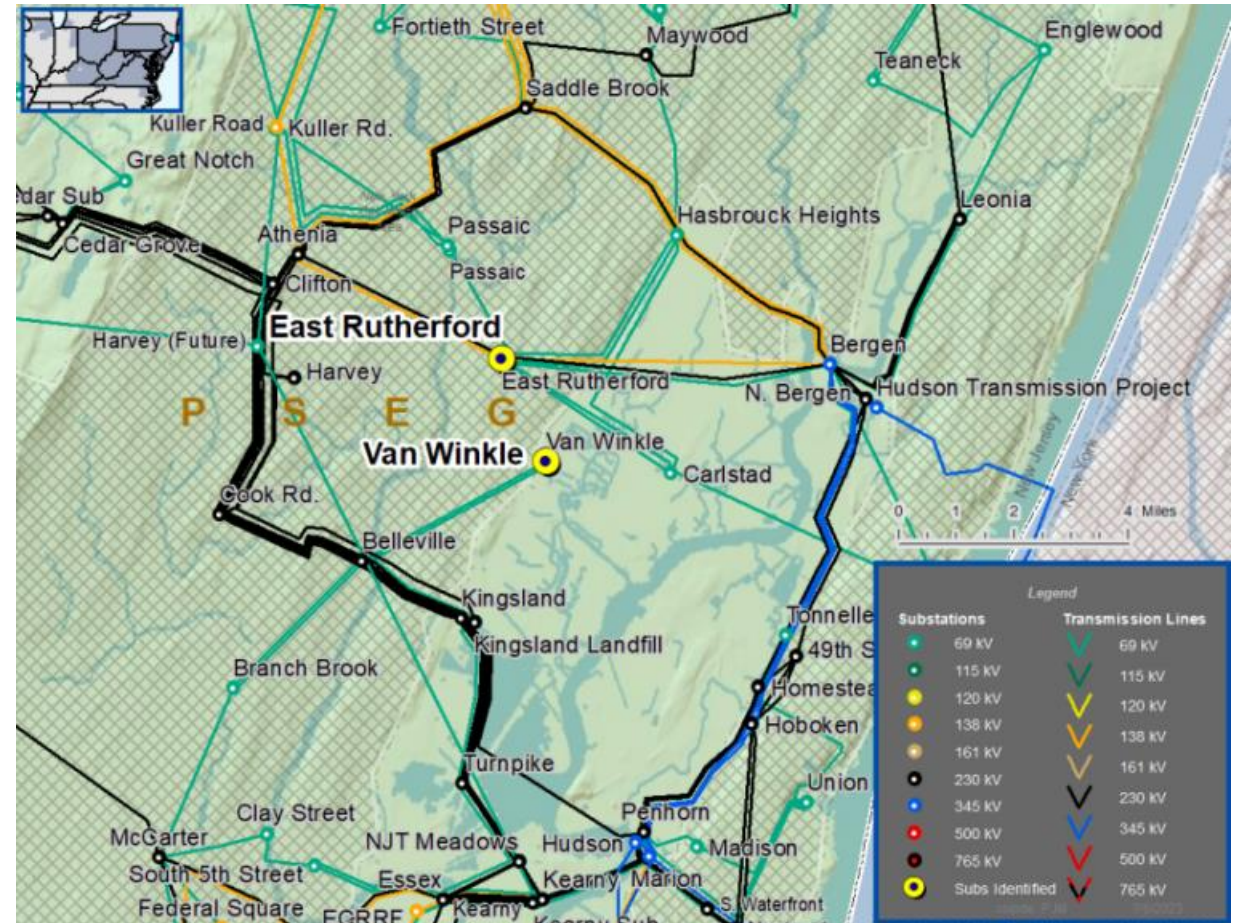 Fortieth Street
Maywood
Englewood
Teaneck
Saddle Brook
Kuller Road
Kuller Rd.
Great Notch
edar Sub
Cedar Grove
Athenia
Passaic
Passaic
Hasbrouck Heights
Leonia
Clifton
East Rutherford
Harvey (Future)
Harvey
East Rutherford
Bergen
N. Bergen
Hudson Transmission Project
P S E G
Van Winkle
Van Winkle
Carlstad
New Jersey
New York
0 1 2 4 Miles
Cook Rd.
Belleville
Kingsland
Kingsland Landfill
Tonnelle
49th S
Homestea
Hoboken
Branch Brook
Turnpike
Union
Clay Street
Penhorn
McCarter
NJT Meadows
Hudson
Madison
South 5th Street
Essex
Kearny
Marion
Federal Square
ECRRF
Kearny
Kearny Sub
S. Waterfront
Legend
Substations
Transmission Lines
69 kV
69 kV
115 kV
115 kV
120 kV
120 kV
138 kV
138 kV
161 kV
161 kV
230 kV
230 kV
345 kV
345 kV
500 kV
500 kV
765 kV
765 kV
Subs Identified